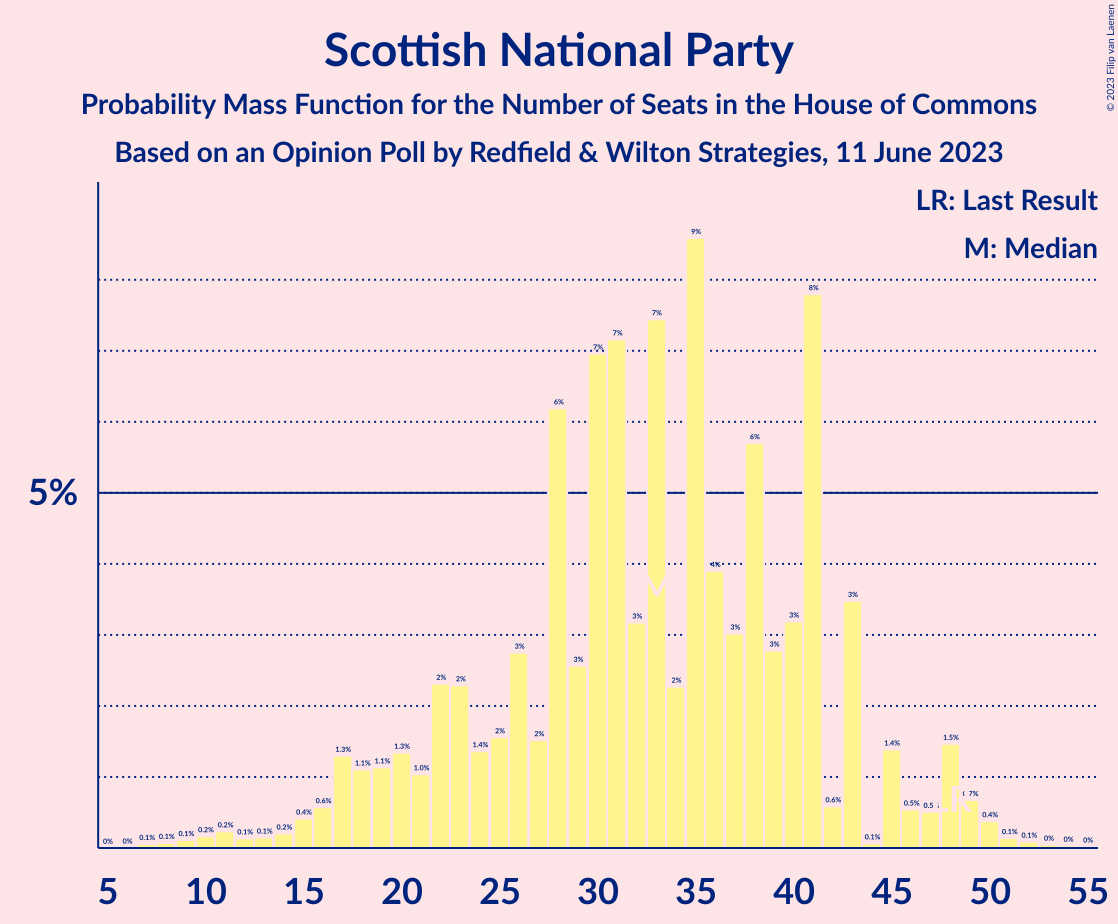 Scottish National Party
Probability Mass Function for the Number of Seats in the House of Commons
Based on an Opinion Poll by Redfield & Wilton Strategies, 11 June 2023
© 2023 Filip van Laenen
LR: Last Result
M: Median
5%
0% 0% 0.1% 0.1% 0.1% 0.2% 0.2% 0.1% 0.1% 0.2% 0.4% 0.6% 1.3% 1.1% 1.1% 1.3% 1.0% 2% 2% 1.4% 2% 3% 2% 6% 3% 7% 7% 3% 7% 2% 9% 4% 3% 6% 3% 3% 8% 0.6% 3% 0.1% 1.4% 0.5% 0.5 1.5% 7% 0.4% 0.1% 0.1% 0% 0% 0%
5 10 15 20 25 30 35 40 45 50 55